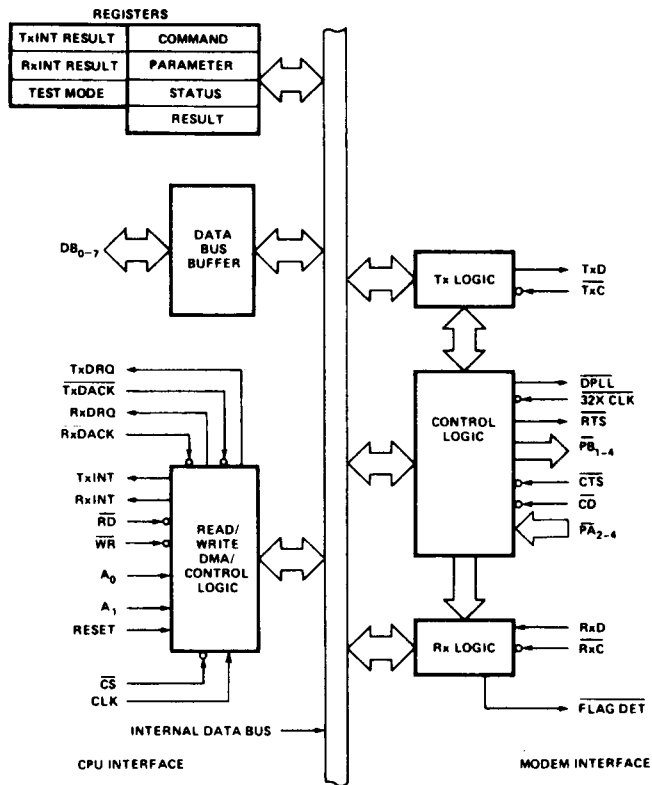 REGISTERS
TxINT RESULT
COMMAND
RxINT RESULT
PARAMETER
TEST MODE
STATUS
RESULT
DB0–7
DATA
BUS
BUFFER
Tx LOGIC
TxD
TxC
TxDRQ
TxDACK
RxDRQ
RxDACK
TxINT
RxINT
RD
WR
A0
A1
RESET
CS
CLK
READ/
WRITE
DMA/
CONTROL
LOGIC
CONTROL
LOGIC
DPLL
32X CLK
RTS
PB1–4
CTS
CD
PA2–4
Rx LOGIC
RxD
RxC
FLAG DET
INTERNAL DATA BUS
CPU INTERFACE
MODEM INTERFACE